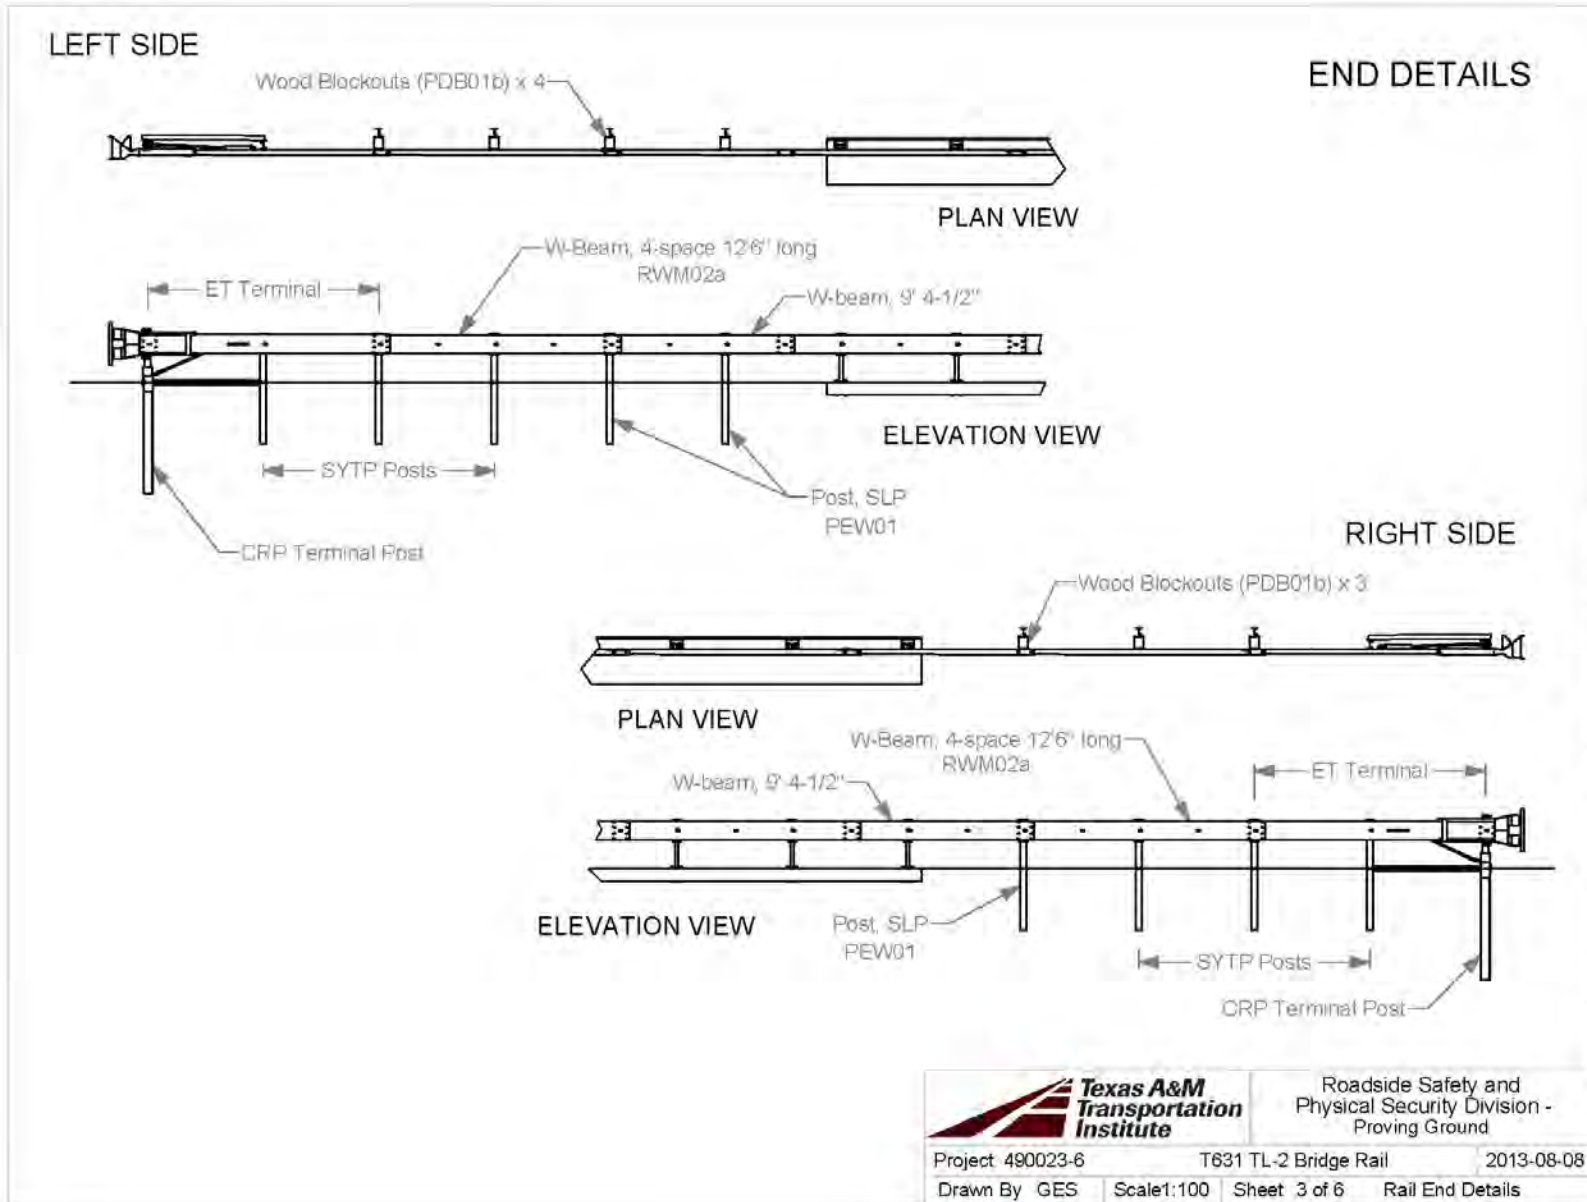 LEFT SIDE
END DETAILS
Wood Blockouts (PDB01b) x 4
PLAN VIEW
W-Beam, 4-space 12'6" long
RWM02a
ET Terminal
W-beam, 9' 4-1/2"
ELEVATION VIEW
SYTP Posts
Post, SLP
PEW01
CRP Terminal Post
RIGHT SIDE
Wood Blockouts (PDB01b) x 3
PLAN VIEW
W-Beam, 4-space 12'6" long
RWM02a
W-beam, 9' 4-1/2"
ET Terminal
ELEVATION VIEW
Post, SLP
PEW01
SYTP Posts
CRP Terminal Post
Texas A&M
Transportation
Institute
Roadside Safety and
Physical Security Division -
Proving Ground
Project 490023-6 T631 TL-2 Bridge Rail 2013-08-08
Drawn By GES Scale1:100 Sheet 3 of 6 Rail End Details